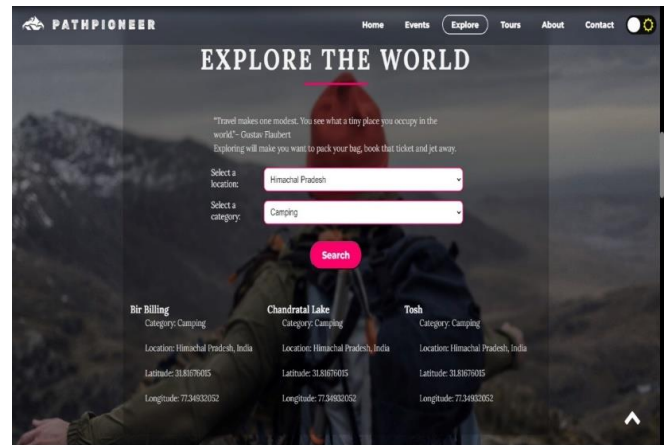 PATHPIONEER
Home Events Explore Tours About Contact
EXPLORE THE WORLD
"Travel makes one modest. You see what a tiny place you occupy in the
world."– Gustav Flaubert
Exploring will make you want to pack your bag, book that ticket and jet away.
Select a
location:
Himachal Pradesh
Select a
category:
Camping
Search
Bir Billing
Category: Camping
Location: Himachal Pradesh, India
Latitude: 31.81676015
Longitude: 77.34932052
Chandratal Lake
Category: Camping
Location: Himachal Pradesh, India
Latitude: 31.81676015
Longitude: 77.34932052
Tosh
Category: Camping
Location: Himachal Pradesh, India
Latitude: 31.81676015
Longitude: 77.34932052